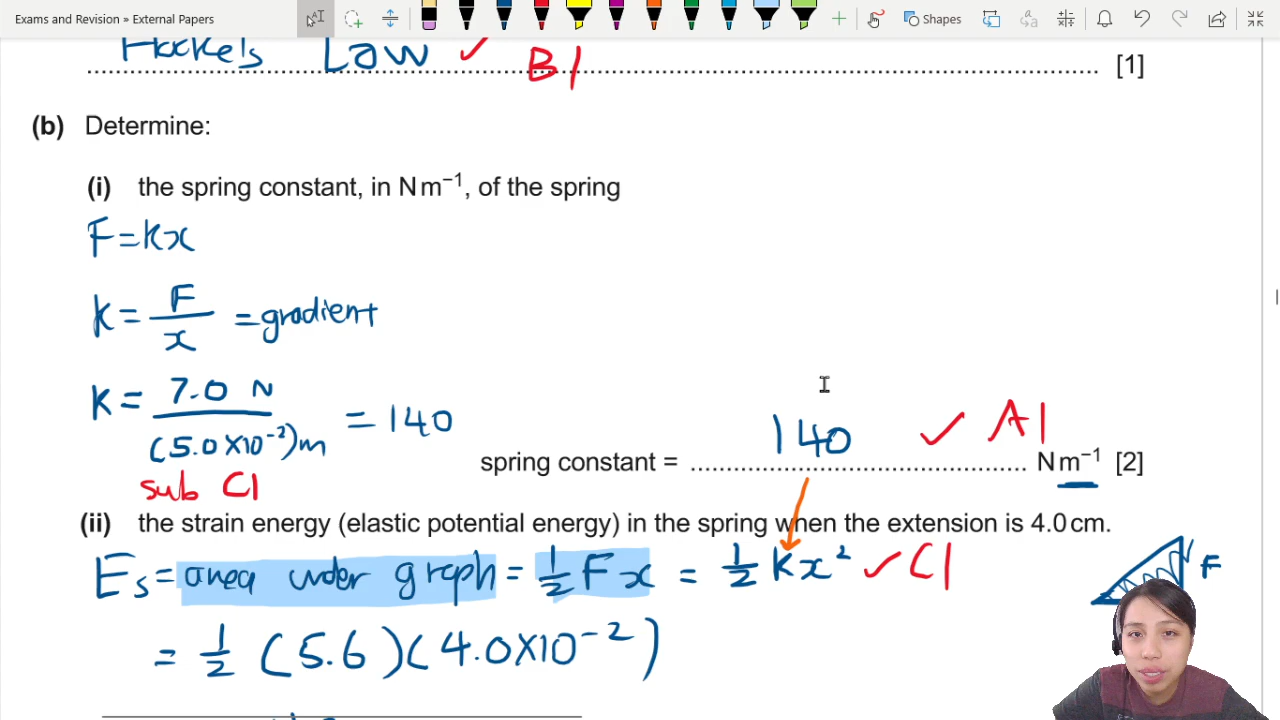 Exams and Revision » External Papers
Shapes
Hooke's Law ✓ B1 [1]
(b) Determine:
(i) the spring constant, in N m⁻¹, of the spring
F = kx
k = F/x = gradient
k = 7.0 N / (5.0×10⁻²)m = 140
sub C1
140 ✓ A1
spring constant = ............ N m⁻¹ [2]
(ii) the strain energy (elastic potential energy) in the spring when the extension is 4.0 cm.
Es = area under graph = ½ F x = ½ k x² ✓ C1
F
= ½ (5.6)(4.0×10⁻²)